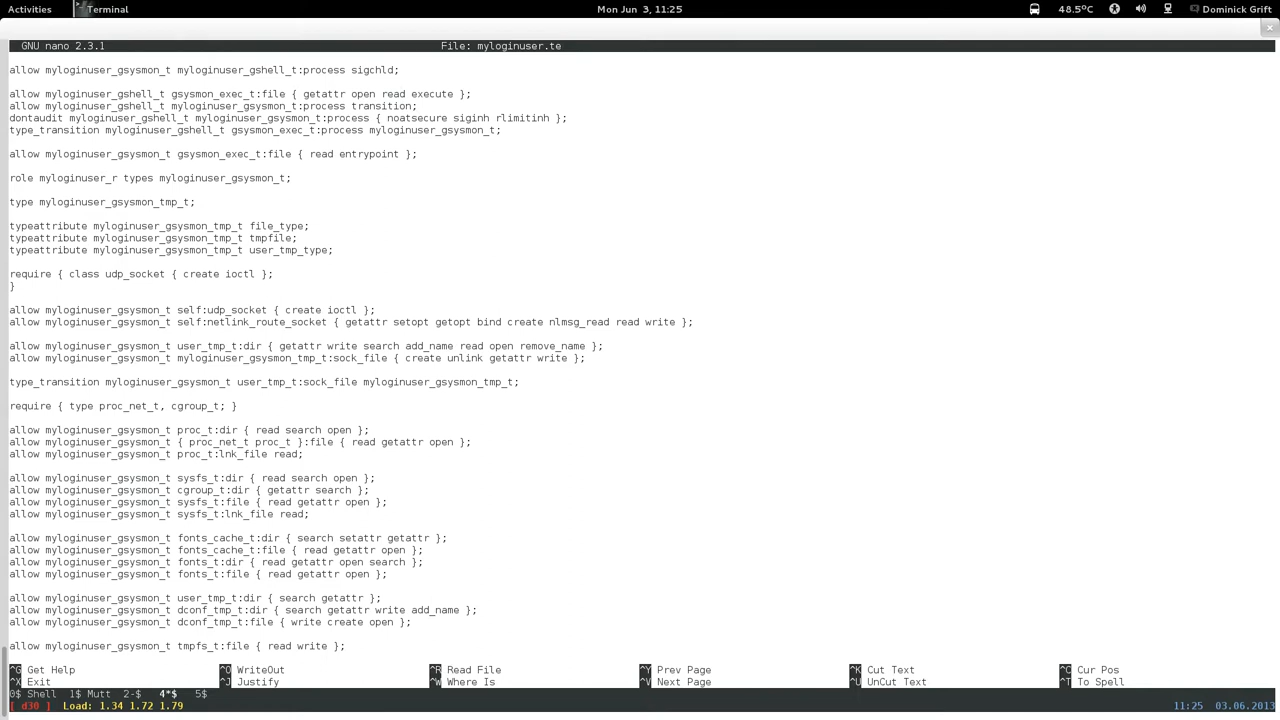 Activities Terminal Mon Jun 3, 11:25 48.5°C Dominick Grift
GNU nano 2.3.1 File: myloginuser.te
allow myloginuser_gsysmon_t myloginuser_gshell_t:process sigchld;
allow myloginuser_gshell_t gsysmon_exec_t:file { getattr open read execute };
allow myloginuser_gshell_t myloginuser_gsysmon_t:process transition;
dontaudit myloginuser_gshell_t myloginuser_gsysmon_t:process { noatsecure siginh rlimitinh };
type_transition myloginuser_gshell_t gsysmon_exec_t:process myloginuser_gsysmon_t;
allow myloginuser_gsysmon_t gsysmon_exec_t:file { read entrypoint };
role myloginuser_r types myloginuser_gsysmon_t;
type myloginuser_gsysmon_tmp_t;
typeattribute myloginuser_gsysmon_tmp_t file_type;
typeattribute myloginuser_gsysmon_tmp_t tmpfile;
typeattribute myloginuser_gsysmon_tmp_t user_tmp_type;
require { class udp_socket { create ioctl };
}
allow myloginuser_gsysmon_t self:udp_socket { create ioctl };
allow myloginuser_gsysmon_t self:netlink_route_socket { getattr setopt getopt bind create nlmsg_read read write };
allow myloginuser_gsysmon_t user_tmp_t:dir { getattr write search add_name read open remove_name };
allow myloginuser_gsysmon_t myloginuser_gsysmon_tmp_t:sock_file { create unlink getattr write };
type_transition myloginuser_gsysmon_t user_tmp_t:sock_file myloginuser_gsysmon_tmp_t;
require { type proc_net_t, cgroup_t; }
allow myloginuser_gsysmon_t proc_t:dir { read search open };
allow myloginuser_gsysmon_t { proc_net_t proc_t }:file { read getattr open };
allow myloginuser_gsysmon_t proc_t:lnk_file read;
allow myloginuser_gsysmon_t sysfs_t:dir { read search open };
allow myloginuser_gsysmon_t cgroup_t:dir { getattr search };
allow myloginuser_gsysmon_t sysfs_t:file { read getattr open };
allow myloginuser_gsysmon_t sysfs_t:lnk_file read;
allow myloginuser_gsysmon_t fonts_cache_t:dir { search setattr getattr };
allow myloginuser_gsysmon_t fonts_cache_t:file { read getattr open };
allow myloginuser_gsysmon_t fonts_t:dir { read getattr open search };
allow myloginuser_gsysmon_t fonts_t:file { read getattr open };
allow myloginuser_gsysmon_t user_tmp_t:dir { search getattr };
allow myloginuser_gsysmon_t dconf_tmp_t:dir { search getattr write add_name };
allow myloginuser_gsysmon_t dconf_tmp_t:file { write create open };
allow myloginuser_gsysmon_t tmpfs_t:file { read write };
^G Get Help ^O WriteOut ^R Read File ^Y Prev Page ^K Cut Text ^C Cur Pos
^X Exit ^J Justify ^W Where Is ^V Next Page ^U UnCut Text ^T To Spell
0$ Shell 1$ Mutt 2-$ 4*$ 5$
[ d30 ] Load: 1.34 1.72 1.79 11:25 03.06.2013